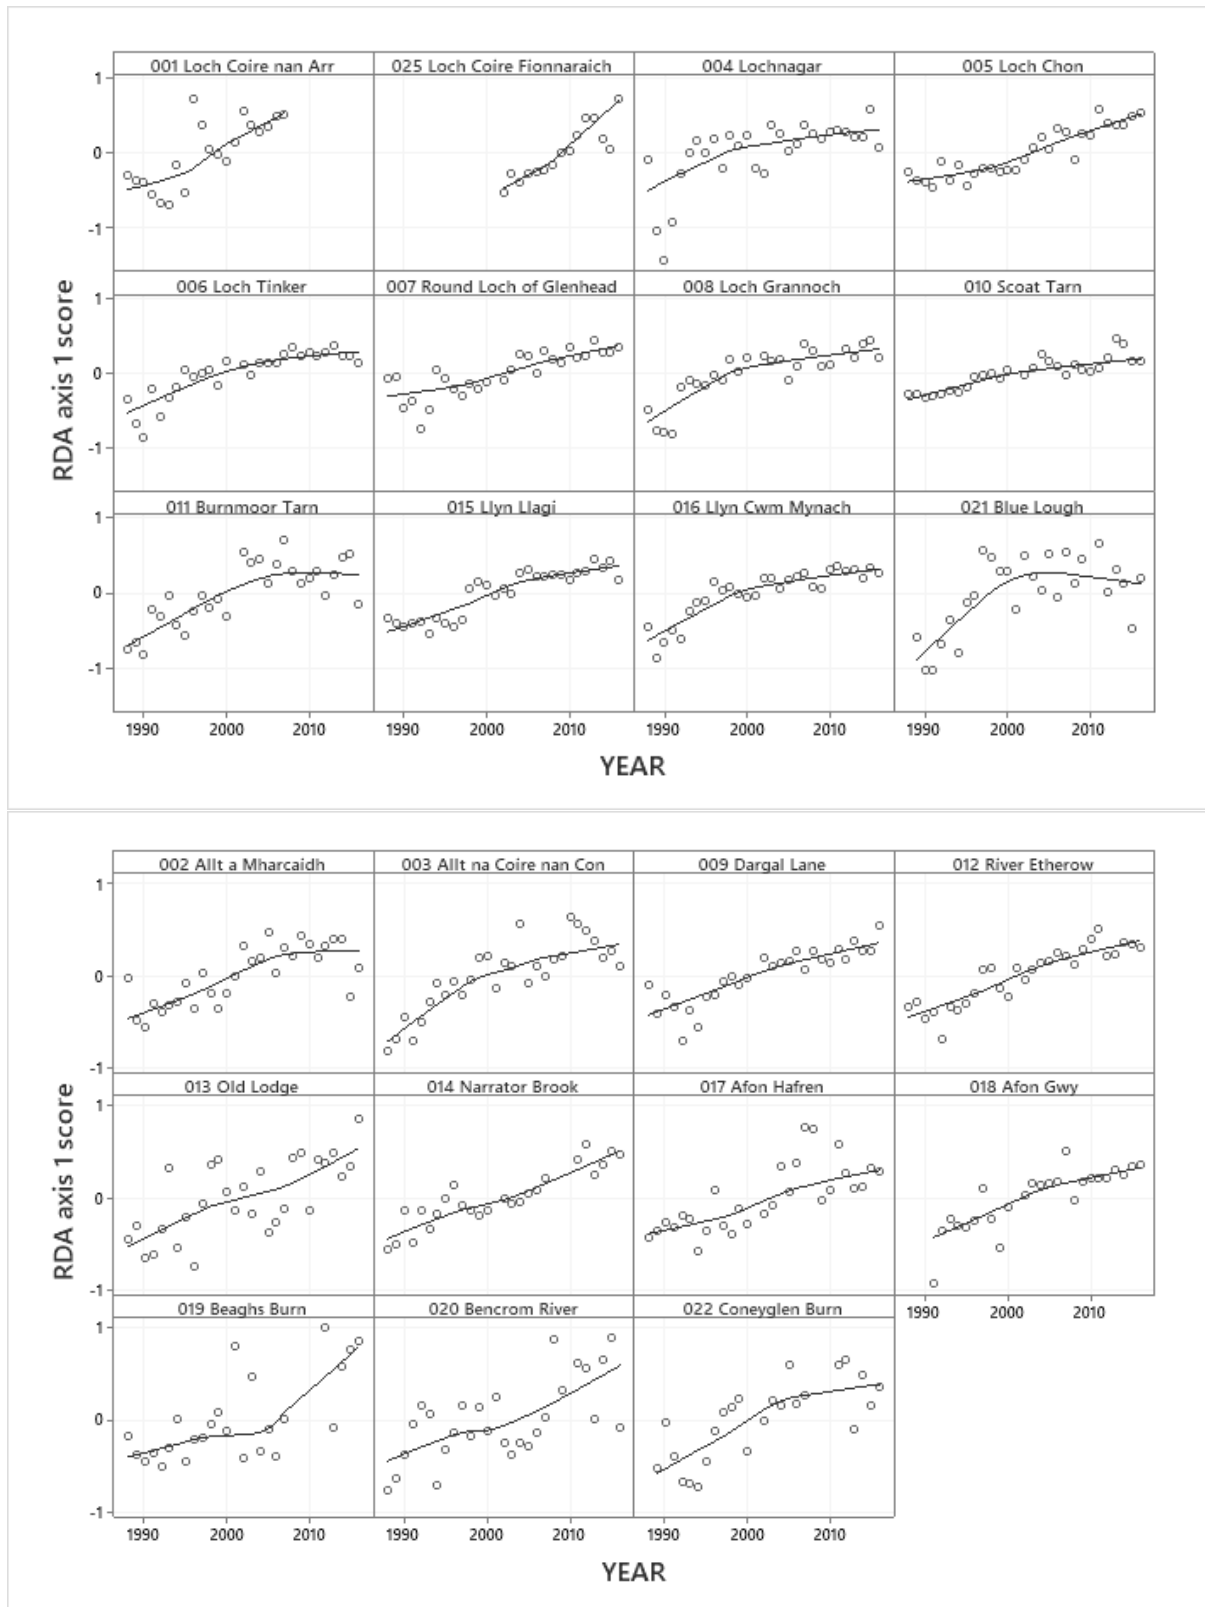 001 Loch Coire nan Arr 025 Loch Coire Fionnaraich 004 Lochnagar 005 Loch Chon
1
0
-1
006 Loch Tinker 007 Round Loch of Glenhead 008 Loch Grannoch 010 Scoat Tarn
1
0
-1
RDA axis 1 score
011 Burnmoor Tarn 015 Llyn Llagi 016 Llyn Cwm Mynach 021 Blue Lough
1
0
-1
1990 2000 2010 1990 2000 2010 1990 2000 2010 1990 2000 2010
YEAR
002 Allt a Mharcaidh 003 Allt na Coire nan Con 009 Dargal Lane 012 River Etherow
1
0
-1
013 Old Lodge 014 Narrator Brook 017 Afon Hafren 018 Afon Gwy
1
0
-1
RDA axis 1 score
1990 2000 2010
019 Beaghs Burn 020 Bencrom River 022 Coneyglen Burn
1
0
-1
1990 2000 2010 1990 2000 2010 1990 2000 2010
YEAR